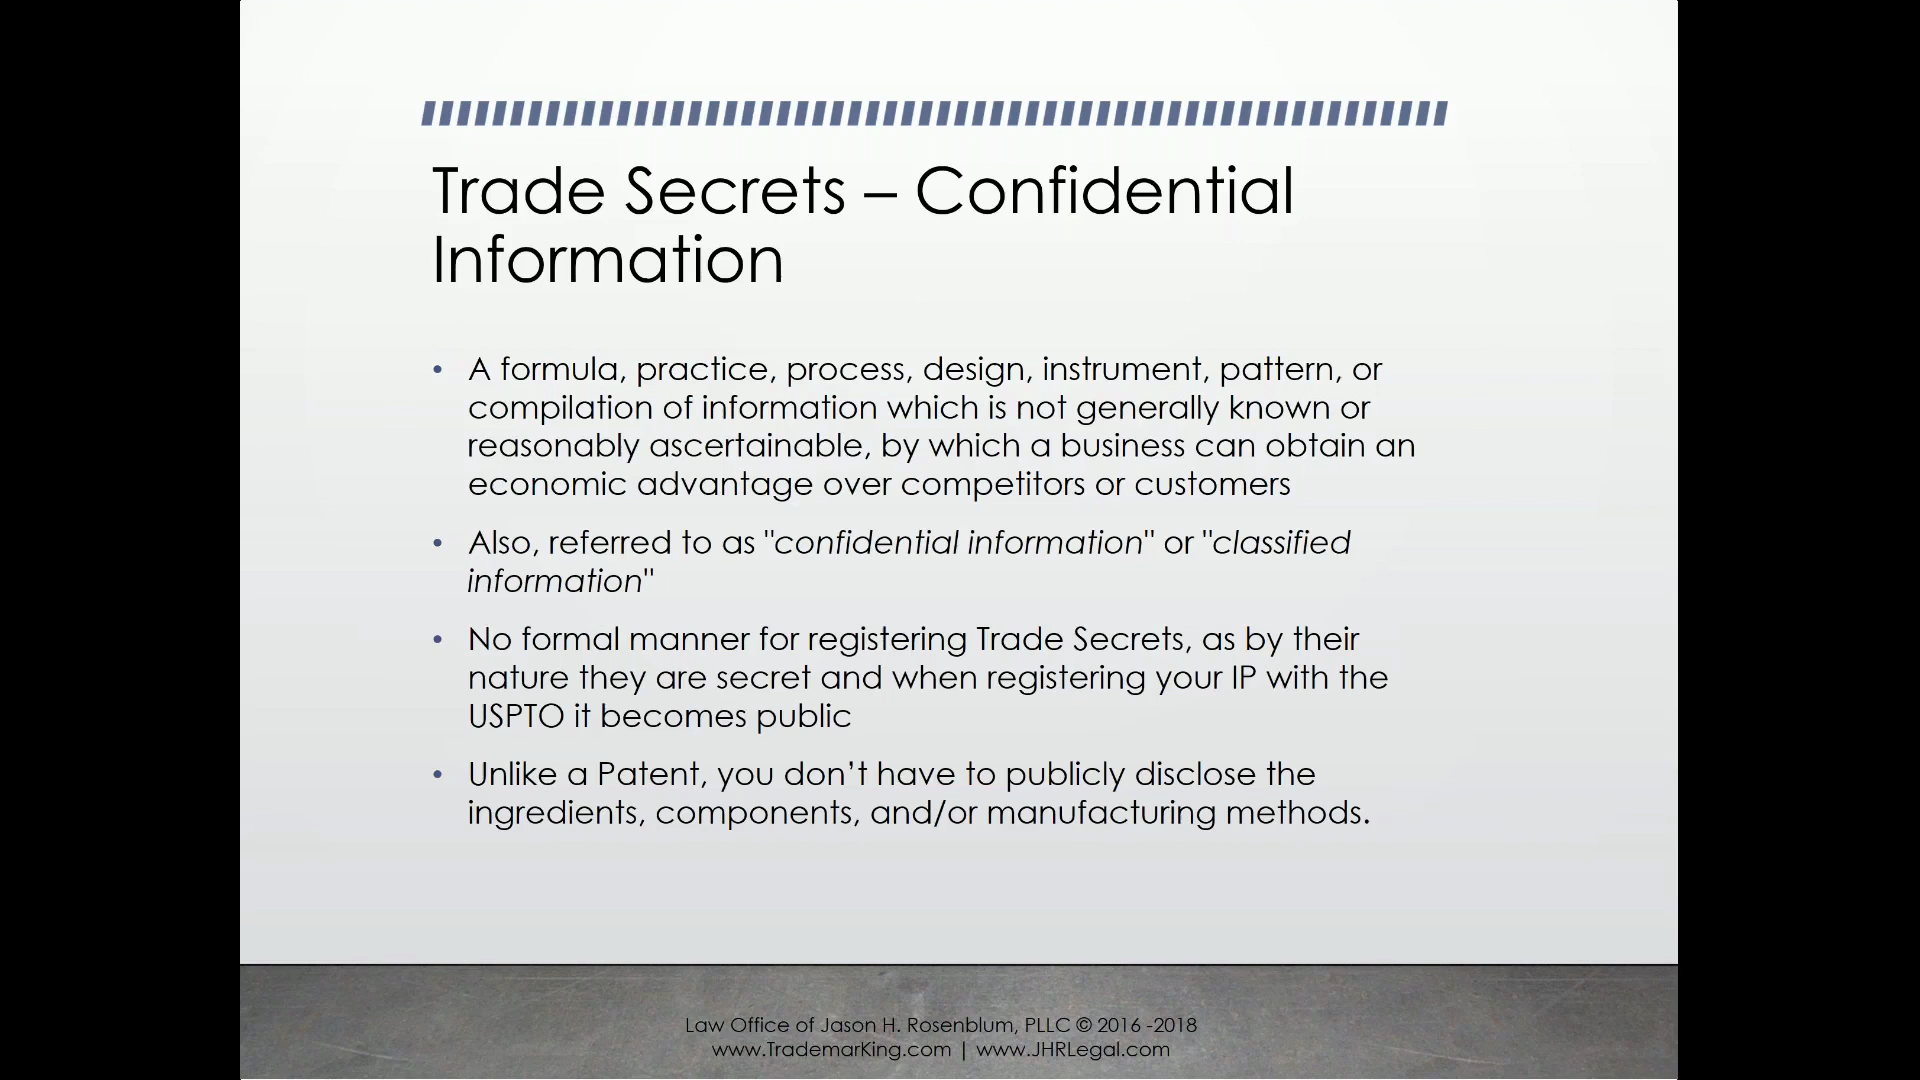 Trade Secrets – Confidential
Information
• A formula, practice, process, design, instrument, pattern, or
compilation of information which is not generally known or
reasonably ascertainable, by which a business can obtain an
economic advantage over competitors or customers
• Also, referred to as "confidential information" or "classified
information"
• No formal manner for registering Trade Secrets, as by their
nature they are secret and when registering your IP with the
USPTO it becomes public
• Unlike a Patent, you don’t have to publicly disclose the
ingredients, components, and/or manufacturing methods.
Law Office of Jason H. Rosenblum, PLLC © 2016 -2018
www.TrademarKing.com | www.JHRLegal.com